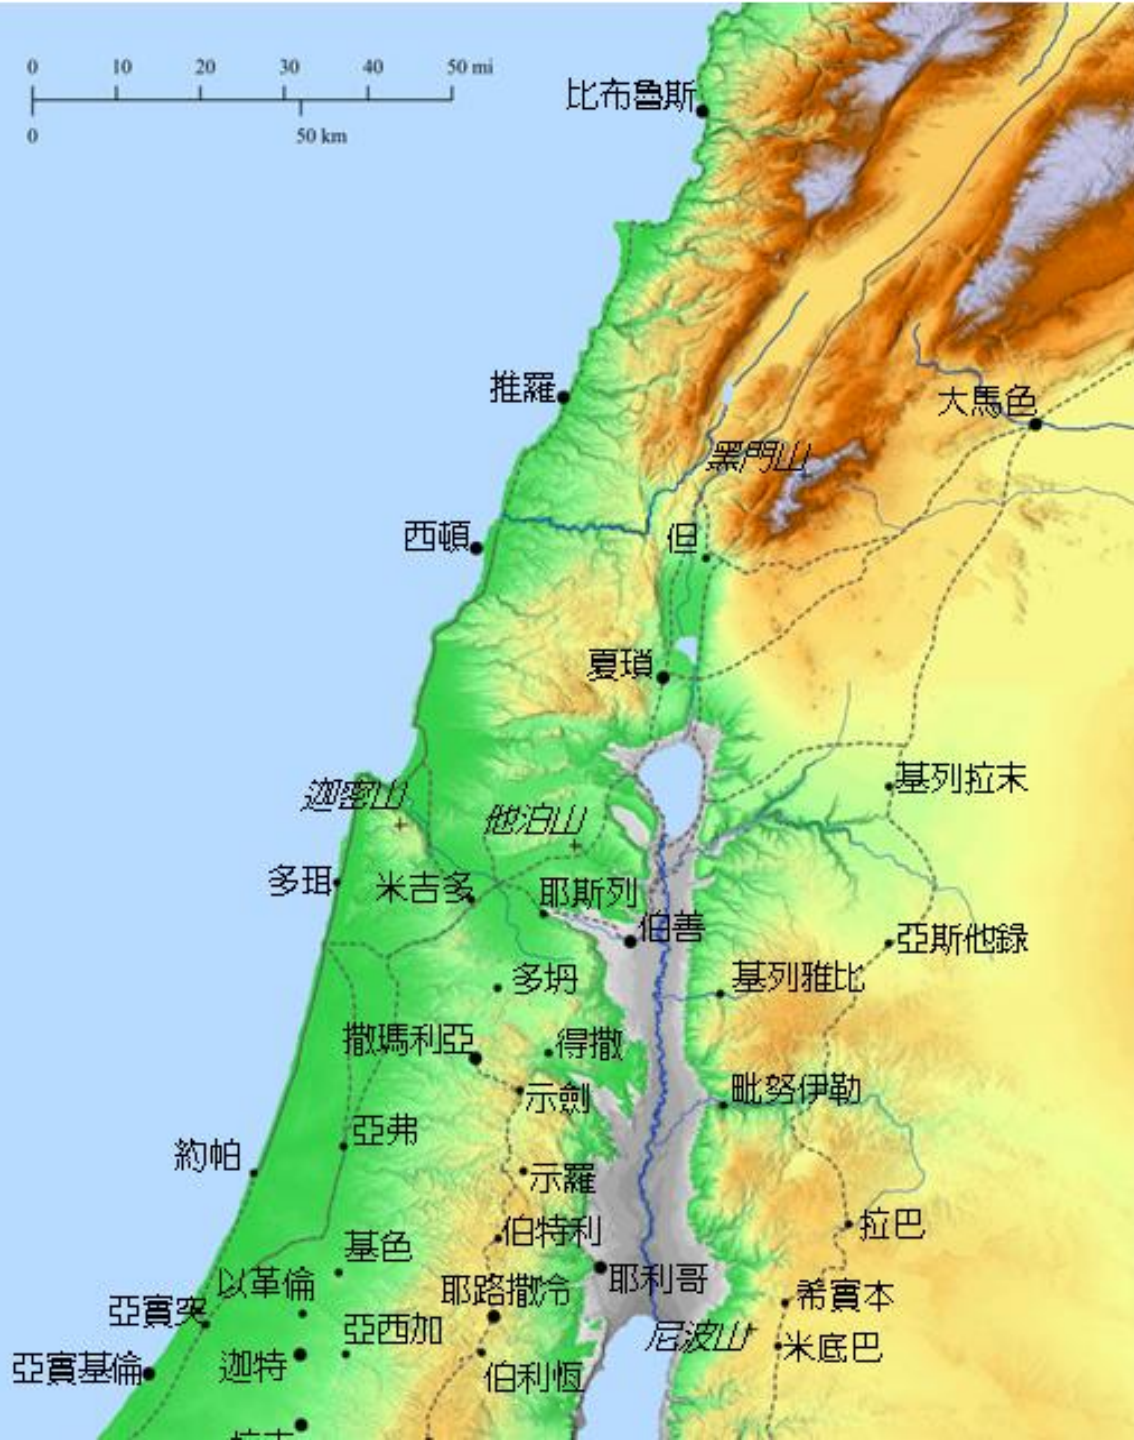 0 10 20 30 40 50 mi
0 50 km
比布魯斯
推羅
大馬色
黑門山
西頓
但
夏瑣
基列拉末
迦密山
他泊山
多珥
米吉多
耶斯列
伯善
亞斯他録
多坍
基列雅比
撒瑪利亞
得撒
示劍
毗努伊勒
亞弗
約帕
示羅
伯特利
拉巴
基色
以革倫
耶路撒冷
耶利哥
希實本
亞實突
亞西加
尼波山
米底巴
亞實基倫
迦特
伯利恆